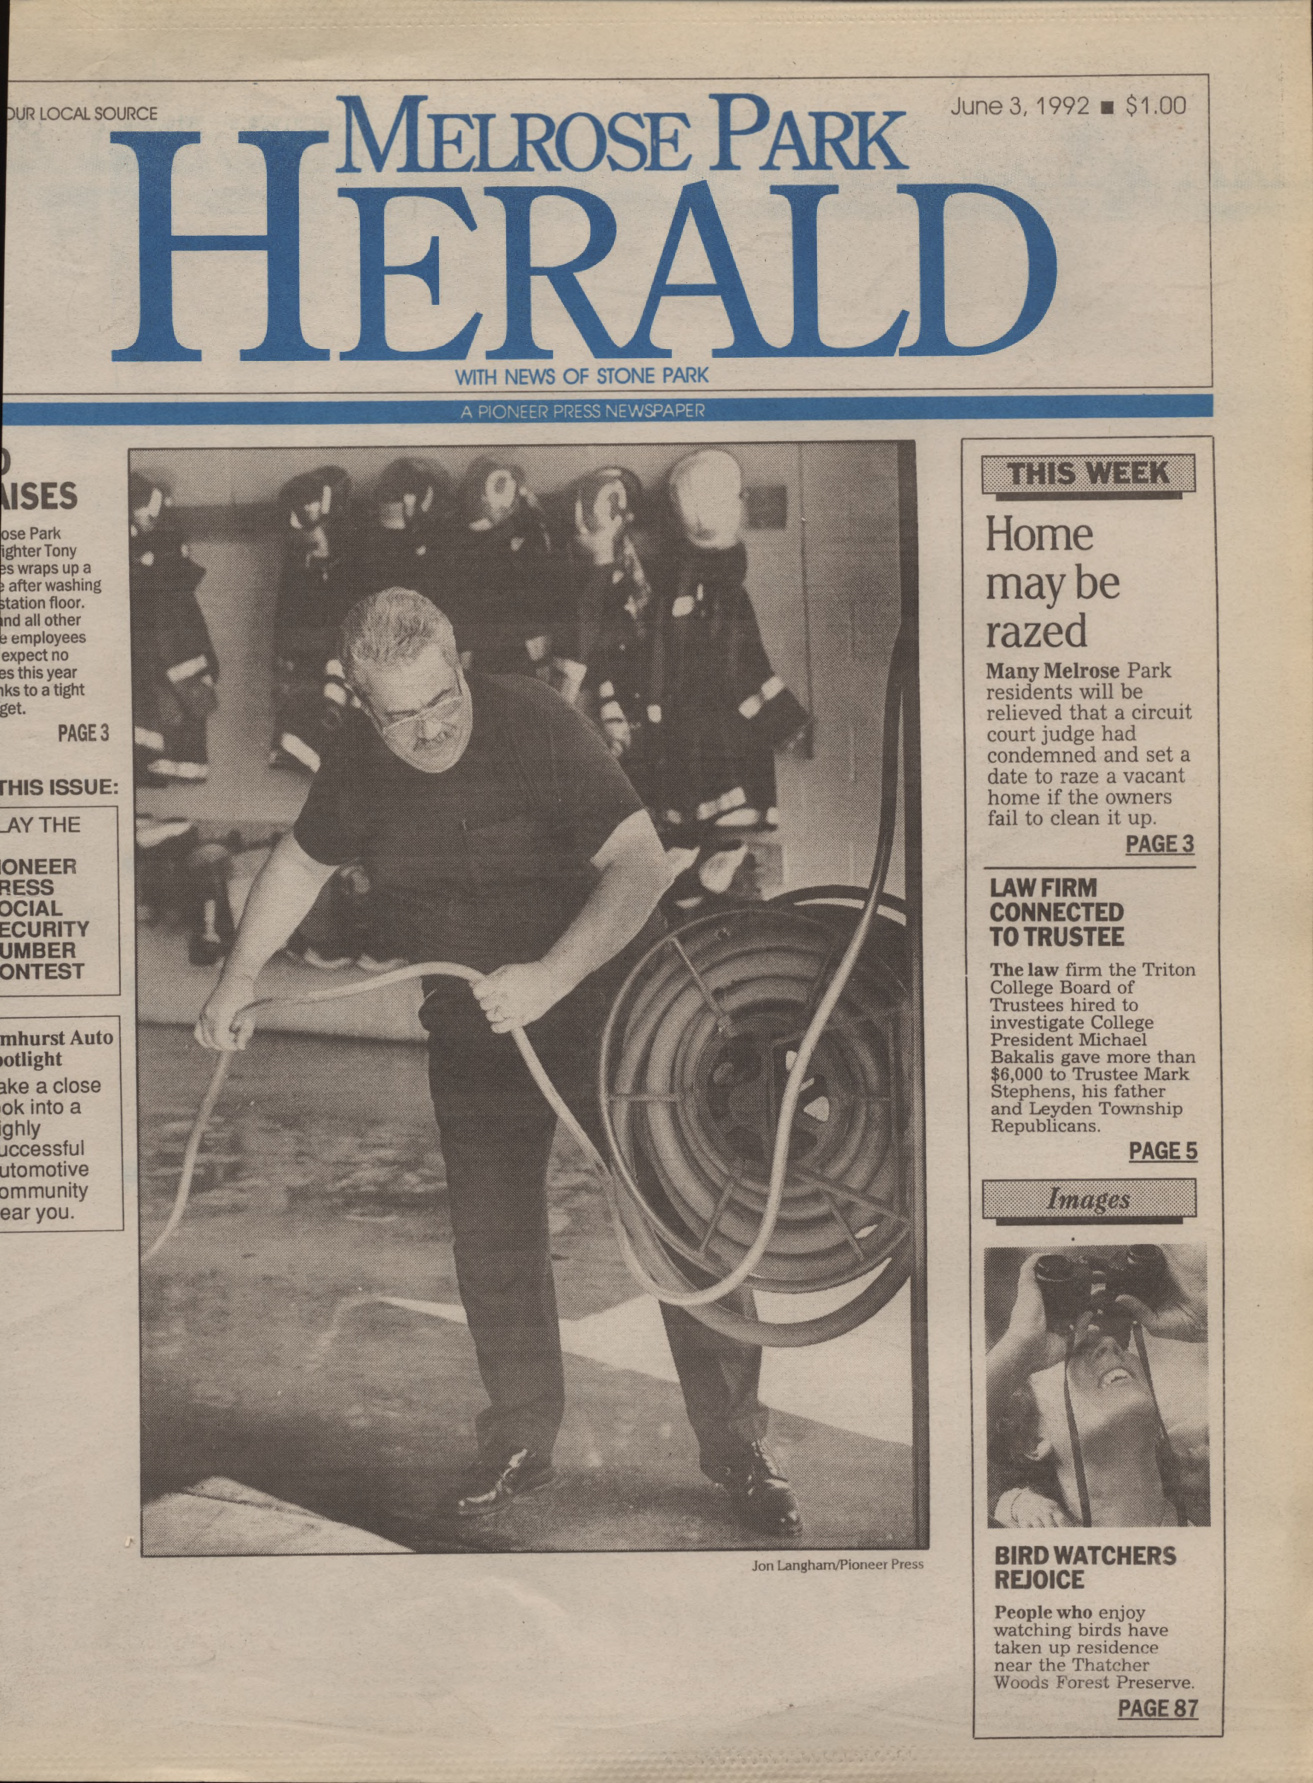 OUR LOCAL SOURCE
June 3, 1992 ■ $1.00
MELROSE PARK
HERALD
WITH NEWS OF STONE PARK
A PIONEER PRESS NEWSPAPER
AISES
ose Park
ighter Tony
es wraps up a
e after washing
station floor.
and all other
e employees
expect no
es this year
nks to a tight
get.
PAGE 3
THIS ISSUE:
LAY THE
IONEER
RESS
OCIAL
ECURITY
UMBER
ONTEST
mhurst Auto
potlight
ake a close
ok into a
ighly
uccessful
utomotive
ommunity
ear you.
Jon Langham/Pioneer Press
THIS WEEK
Home
may be
razed
Many Melrose Park
residents will be
relieved that a circuit
court judge had
condemned and set a
date to raze a vacant
home if the owners
fail to clean it up.
PAGE 3
LAW FIRM
CONNECTED
TO TRUSTEE
The law firm the Triton
College Board of
Trustees hired to
investigate College
President Michael
Bakalis gave more than
$6,000 to Trustee Mark
Stephens, his father
and Leyden Township
Republicans.
PAGE 5
Images
BIRD WATCHERS
REJOICE
People who enjoy
watching birds have
taken up residence
near the Thatcher
Woods Forest Preserve.
PAGE 87